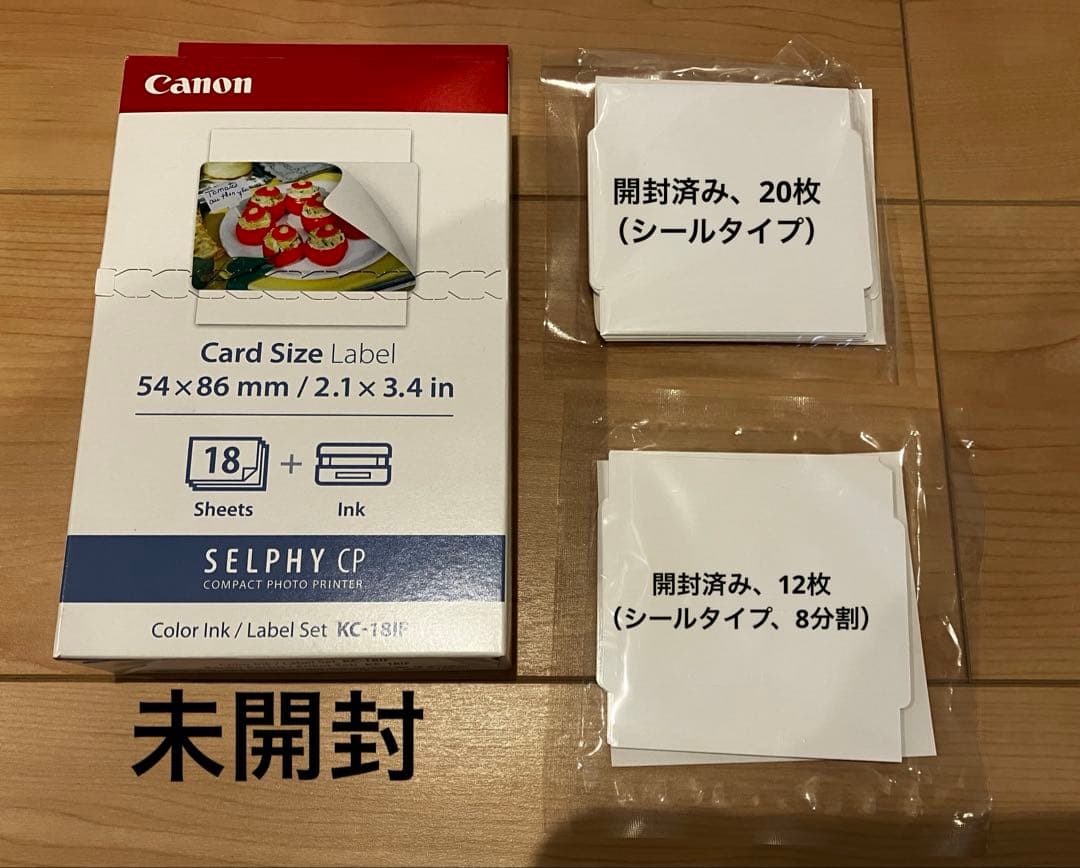 Canon
Card Size Label
54×86 mm / 2.1×3.4 in
18
+
Sheets
Ink
SELPHY CP
COMPACT PHOTO PRINTER
Color Ink / Label Set KC-18IF
未開封
開封済み、20枚
(シールタイプ)
開封済み、12枚
(シールタイプ、8分割)